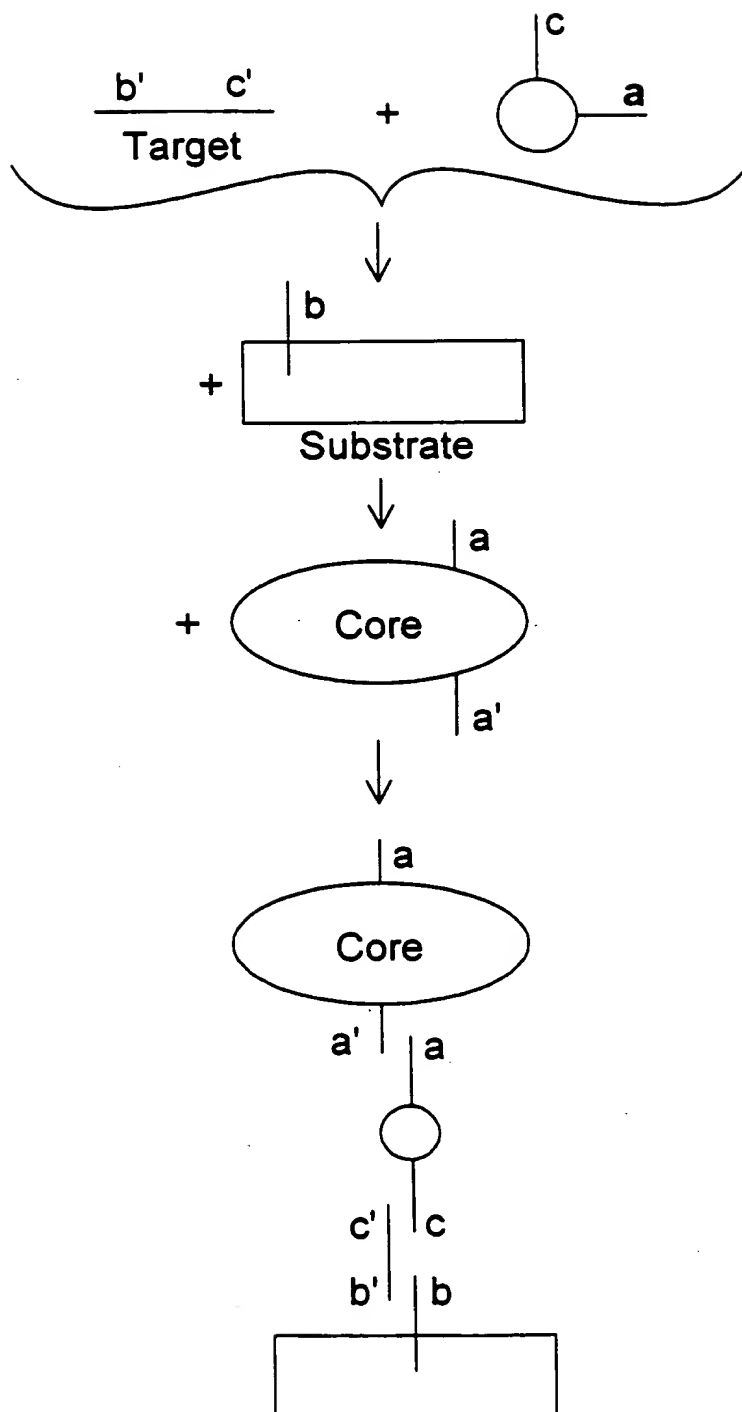 c
b' c' + a
Target
b
+
Substrate
a
+ Core
a'
a
Core
a' a
c' c
b' b